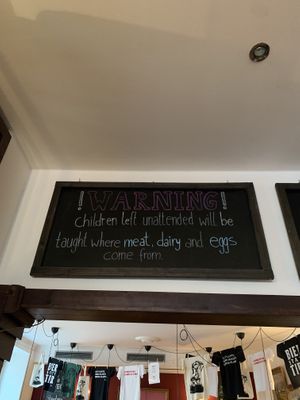 ! WARNING !
Children left unattended will be
taught where meat, dairy and eggs
come from.